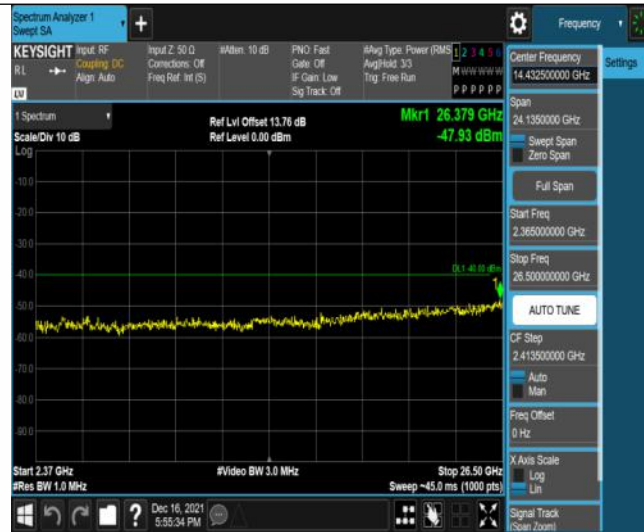 Spectrum Analyzer 1
Swept SA
Frequency
KEYSIGHT
RL
Input: RF
Coupling: DC
Align: Auto
Input Z: 50 Ω
Corrections: Off
Freq Ref: Int (S)
#Atten: 10 dB
PNO: Fast
Gate: Off
IF Gain: Low
Sig Track: Off
#Avg Type: Power (RMS
Avg|Hold: 3/3
Trig: Free Run
1 2 3 4 5 6
M W W W W W
P P P P P P
1 Spectrum
Scale/Div 10 dB
Log
Ref Lvl Offset 13.76 dB
Ref Level 0.00 dBm
Mkr1 26.379 GHz
-47.93 dBm
-10.0
-20.0
-30.0
-40.0
-50.0
-60.0
-70.0
-80.0
-90.0
DL1 -40.00 dBm
1
Start 2.37 GHz
#Res BW 1.0 MHz
#Video BW 3.0 MHz
Stop 26.50 GHz
Sweep ~45.0 ms (1000 pts)
Dec 16, 2021
5:55:34 PM
Center Frequency
14.432500000 GHz
Settings
Span
24.1350000 GHz
Swept Span
Zero Span
Full Span
Start Freq
2.365000000 GHz
Stop Freq
26.500000000 GHz
AUTO TUNE
CF Step
2.413500000 GHz
Auto
Man
Freq Offset
0 Hz
X Axis Scale
Log
Lin
Signal Track
(Span Zoom)